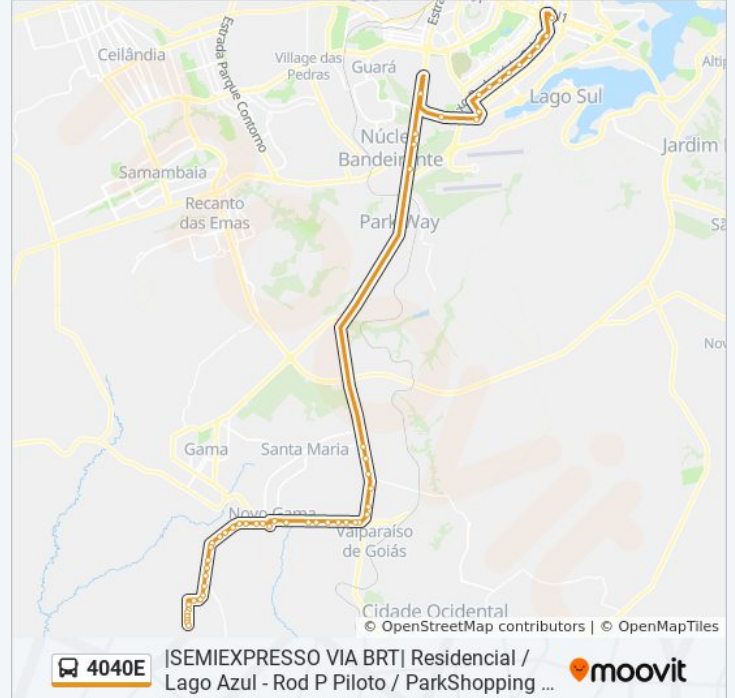 Ceilândia
Estrada Parque Contorno
Village das
Pedras
Guará
Lago Sul
Núcle
Bandeirante
Jardim
Samambaia
Recanto
das Emas
Park Way
Gama
Santa Maria
Novo Gama
Valparaíso
de Goiás
Cidade Ocidental
© OpenStreetMap contributors | © OpenMapTiles
4040E
|SEMIEXPRESSO VIA BRT| Residencial /
Lago Azul - Rod P Piloto / ParkShopping ...
moovit